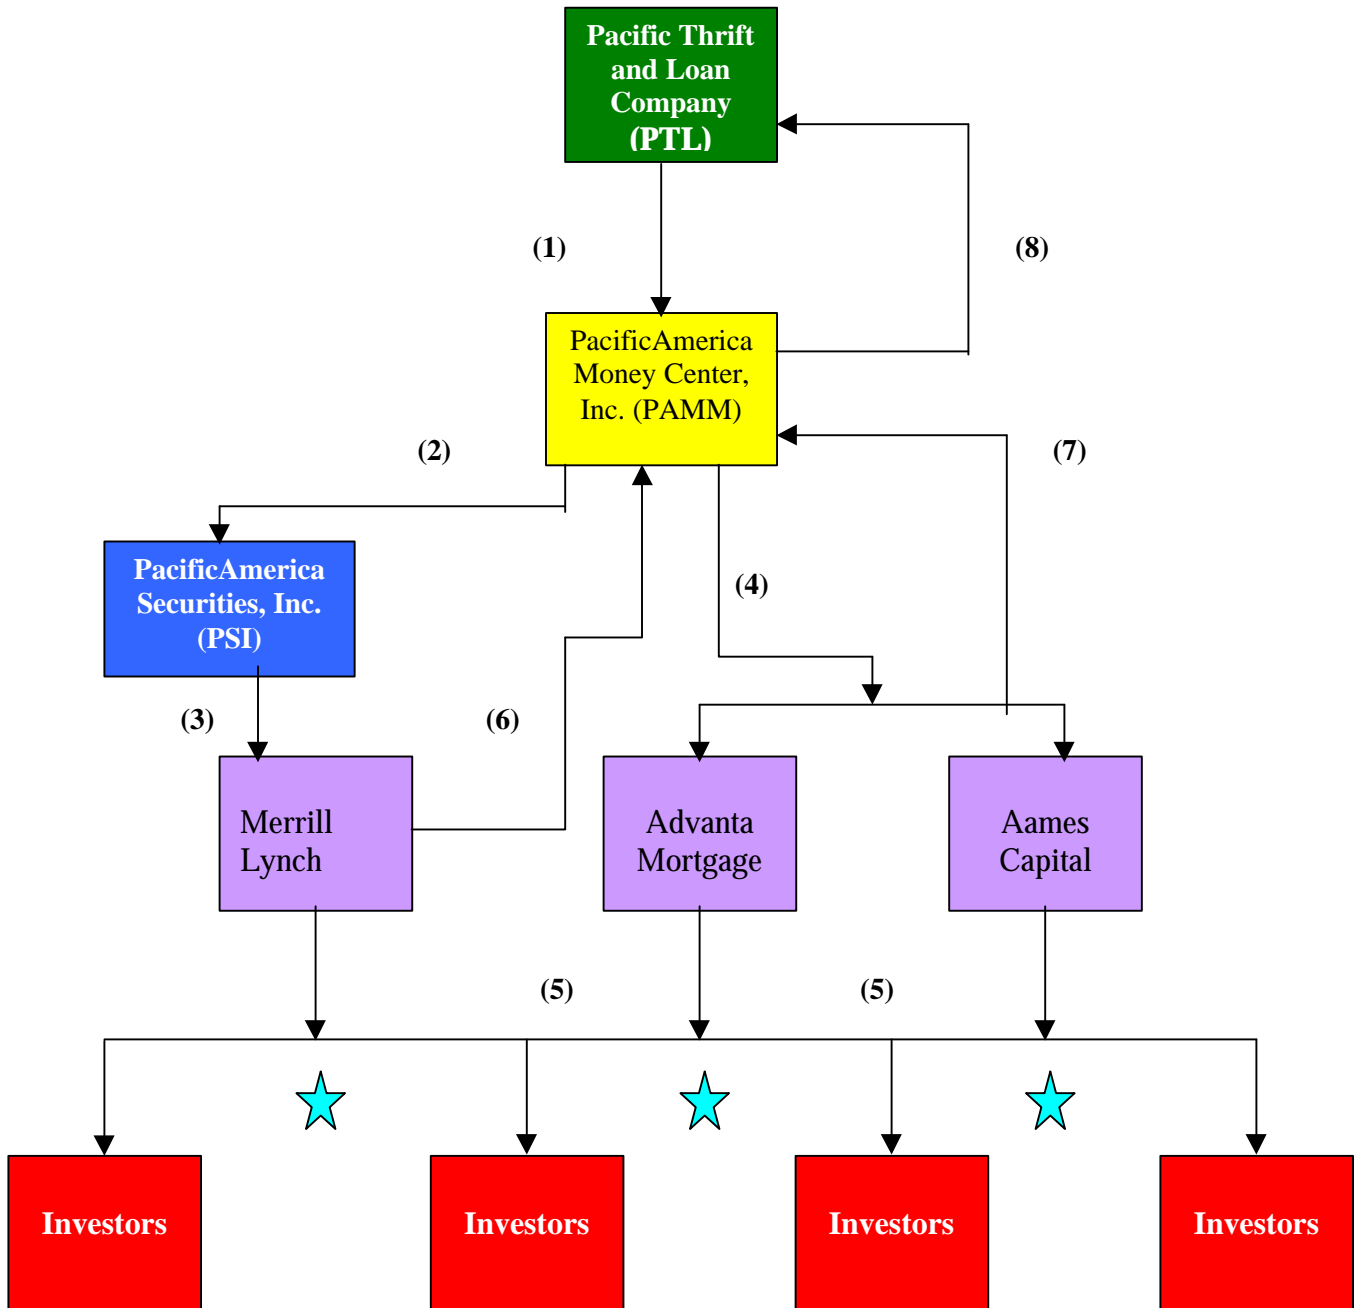 Pacific Thrift
and Loan
Company
(PTL)
(1)
(8)
PacificAmerica
Money Center,
Inc. (PAMM)
(2)
(7)
PacificAmerica
Securities, Inc.
(PSI)
(4)
(3)
(6)
Merrill
Lynch
Advanta
Mortgage
Aames
Capital
(5)
(5)
Investors
Investors
Investors
Investors